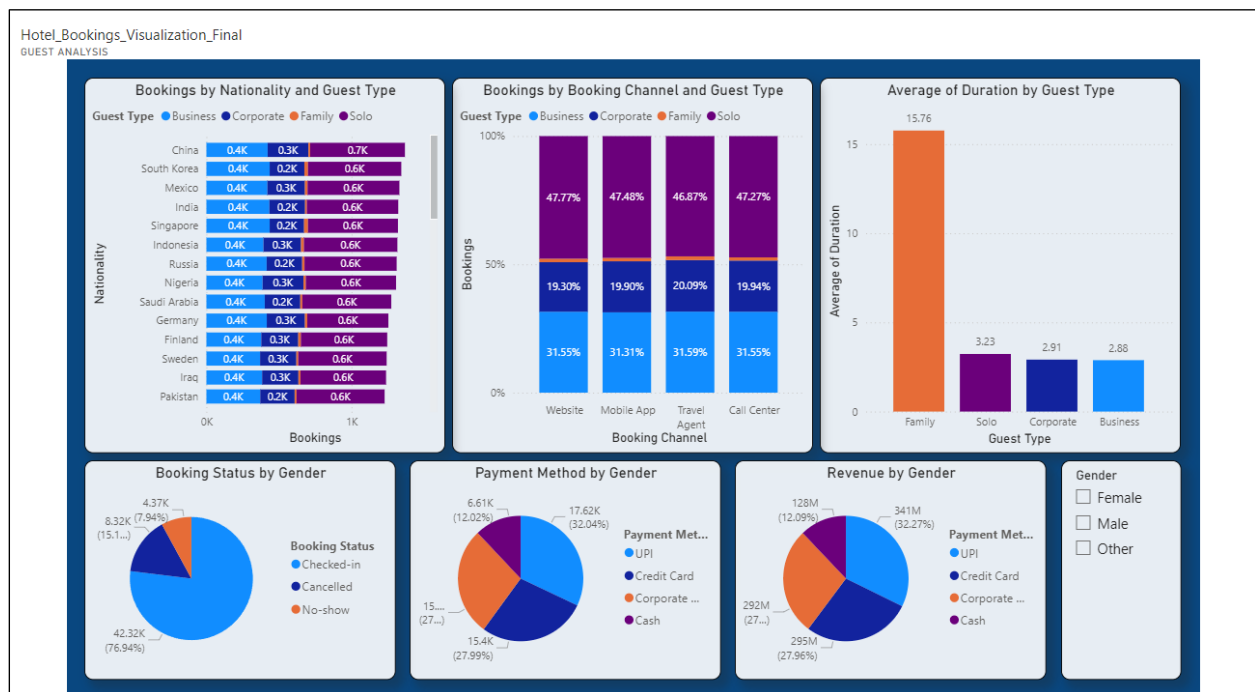 Hotel_Bookings_Visualization_Final
GUEST ANALYSIS
Bookings by Nationality and Guest Type
Guest Type Business Corporate Family Solo
Nationality
China 0.4K 0.3K 0.7K
South Korea 0.4K 0.2K 0.6K
Mexico 0.4K 0.3K 0.6K
India 0.4K 0.2K 0.6K
Singapore 0.4K 0.2K 0.6K
Indonesia 0.4K 0.3K 0.6K
Russia 0.4K 0.2K 0.6K
Nigeria 0.4K 0.3K 0.6K
Saudi Arabia 0.4K 0.2K 0.6K
Germany 0.4K 0.3K 0.6K
Finland 0.4K 0.3K 0.6K
Sweden 0.4K 0.3K 0.6K
Iraq 0.4K 0.3K 0.6K
Pakistan 0.4K 0.2K 0.6K
0K 1K
Bookings
Bookings by Booking Channel and Guest Type
Guest Type Business Corporate Family Solo
Bookings
100%
47.77% 47.48% 46.87% 47.27%
50%
19.30% 19.90% 20.09% 19.94%
31.55% 31.31% 31.59% 31.55%
0%
Website Mobile App Travel Call Center
Agent
Booking Channel
Average of Duration by Guest Type
Average of Duration
15.76
15
10
5
3.23 2.91 2.88
0
Family Solo Corporate Business
Guest Type
Booking Status by Gender
4.37K
(7.94%)
8.32K
(15.1...)
42.32K
(76.94%)
Booking Status
Checked-in
Cancelled
No-show
Payment Method by Gender
6.61K
(12.02%)
17.62K
(32.04%)
15....
(27...)
15.4K
(27.99%)
Payment Met...
UPI
Credit Card
Corporate ...
Cash
Revenue by Gender
128M
(12.09%)
341M
(32.27%)
292M
(27...)
295M
(27.96%)
Payment Met...
UPI
Credit Card
Corporate ...
Cash
Gender
Female
Male
Other